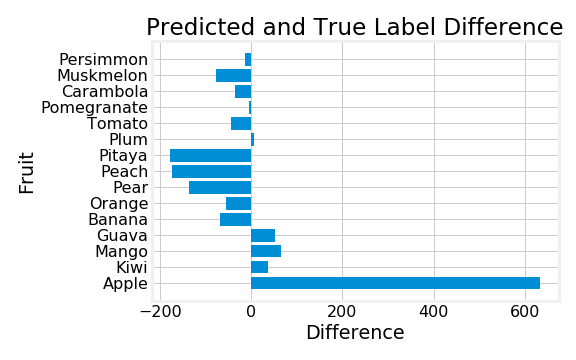 Predicted and True Label Difference
Persimmon
Muskmelon
Carambola
Pomegranate
Tomato
Plum
Pitaya
Peach
Pear
Orange
Banana
Guava
Mango
Kiwi
Apple
Fruit
−200 0 200 400 600
Difference